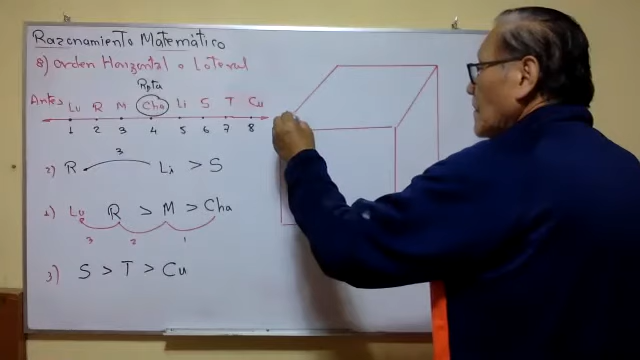 Razonamiento Matemático
8) Orden Horizontal o Lateral
Rpta
Antes Lu R M Cha Li S T Cu
1 2 3 4 5 6 7 8
3
2) R Li > S
1) Lu R > M > Cha
3 2 1
3) S > T > Cu